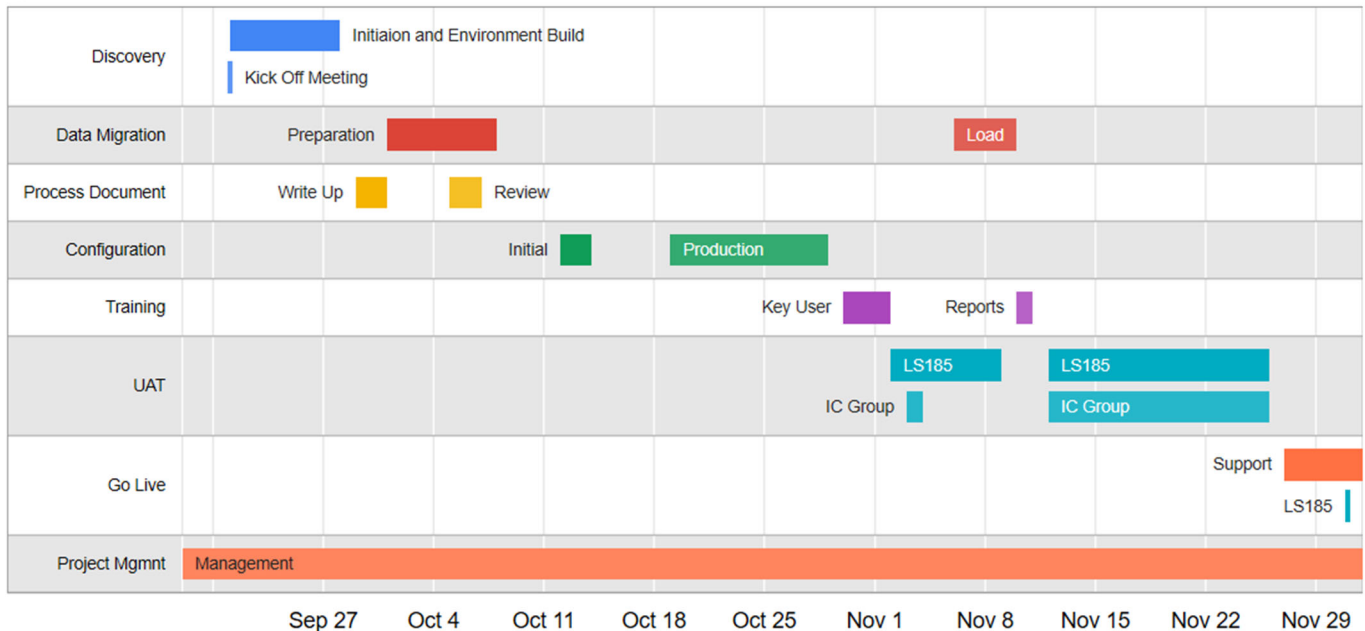 Discovery
Initiaion and Environment Build
Kick Off Meeting
Data Migration
Preparation
Load
Process Document
Write Up
Review
Configuration
Initial
Production
Training
Key User
Reports
UAT
LS185
LS185
IC Group
IC Group
Go Live
Support
LS185
Project Mgmnt
Management
Sep 27 Oct 4 Oct 11 Oct 18 Oct 25 Nov 1 Nov 8 Nov 15 Nov 22 Nov 29